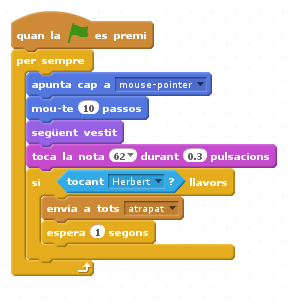 quan la es premi
per sempre
apunta cap a mouse-pointer
mou-te 10 passos
següent vestit
toca la nota 62 durant 0.3 pulsacions
si tocant Herbert ? llavors
envia a tots atrapat
espera 1 segons